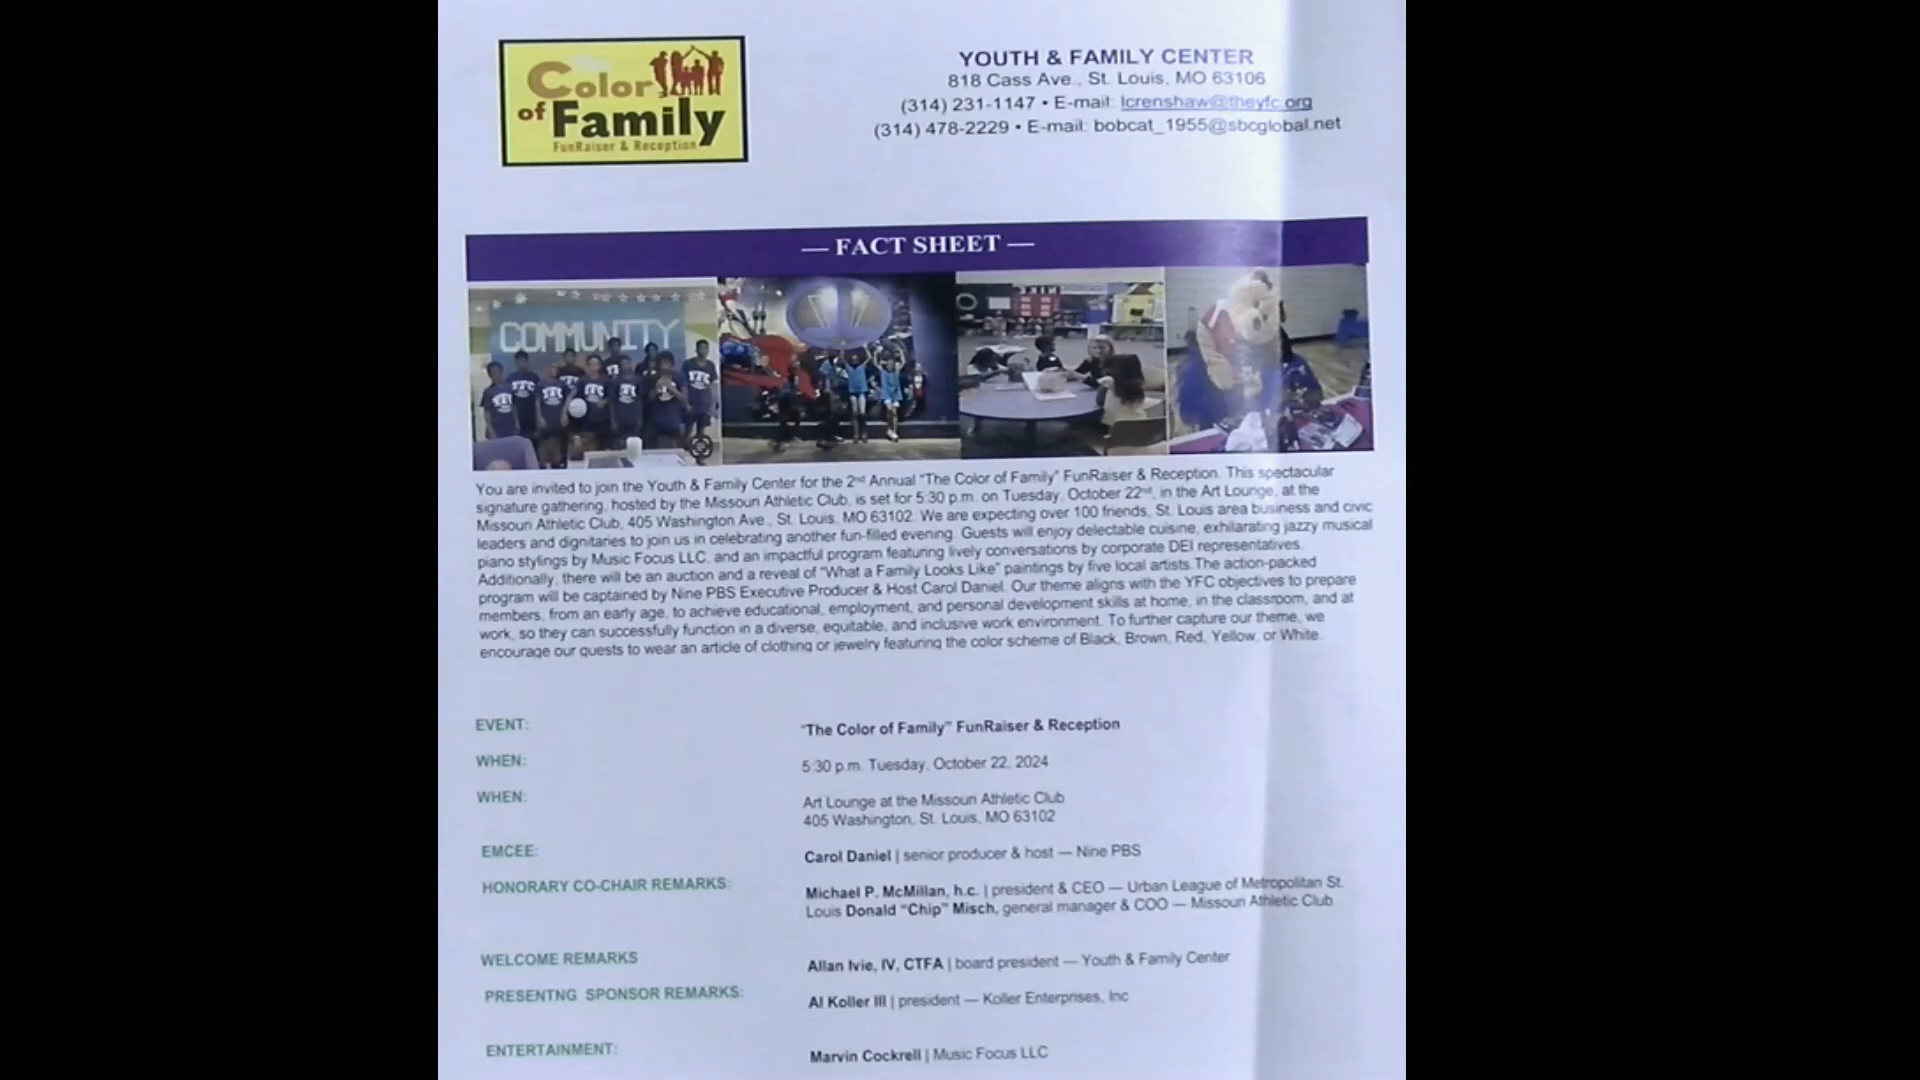 The
Color
of Family
FunRaiser & Reception
YOUTH & FAMILY CENTER
818 Cass Ave., St. Louis, MO 63106
(314) 231-1147 • E-mail: lcrenshaw@theyfc.org
(314) 478-2229 • E-mail: bobcat_1955@sbcglobal.net
— FACT SHEET —
COMMUNITY
YFC YFC YFC YFC YFC YFC
You are invited to join the Youth & Family Center for the 2nd Annual “The Color of Family” FunRaiser & Reception. This spectacular
signature gathering, hosted by the Missouri Athletic Club, is set for 5:30 p.m. on Tuesday, October 22nd, in the Art Lounge, at the
Missouri Athletic Club, 405 Washington Ave., St. Louis, MO 63102. We are expecting over 100 friends, St. Louis area business and civic
leaders and dignitaries to join us in celebrating another fun-filled evening. Guests will enjoy delectable cuisine, exhilarating jazzy musical
piano stylings by Music Focus LLC, and an impactful program featuring lively conversations by corporate DEI representatives.
Additionally, there will be an auction and a reveal of “What a Family Looks Like” paintings by five local artists.The action-packed
program will be captained by Nine PBS Executive Producer & Host Carol Daniel. Our theme aligns with the YFC objectives to prepare
members, from an early age, to achieve educational, employment, and personal development skills at home, in the classroom, and at
work, so they can successfully function in a diverse, equitable, and inclusive work environment. To further capture our theme, we
encourage our guests to wear an article of clothing or jewelry featuring the color scheme of Black, Brown, Red, Yellow, or White.
EVENT: “The Color of Family” FunRaiser & Reception
WHEN: 5:30 p.m. Tuesday, October 22, 2024
WHEN: Art Lounge at the Missouri Athletic Club
405 Washington, St. Louis, MO 63102
EMCEE: Carol Daniel | senior producer & host — Nine PBS
HONORARY CO-CHAIR REMARKS: Michael P. McMillan, h.c. | president & CEO — Urban League of Metropolitan St.
Louis Donald “Chip” Misch, general manager & COO — Missouri Athletic Club
WELCOME REMARKS Allan Ivie, IV, CTFA | board president — Youth & Family Center
PRESENTNG SPONSOR REMARKS: Al Koller III | president — Koller Enterprises, Inc
ENTERTAINMENT: Marvin Cockrell | Music Focus LLC